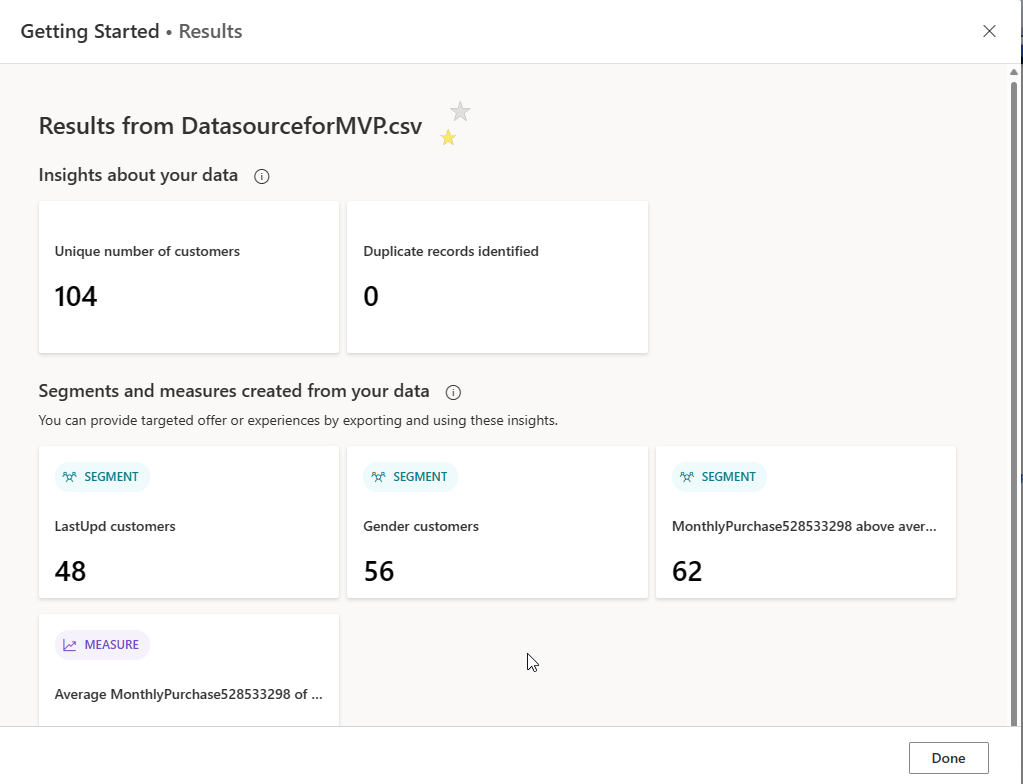 Getting Started • Results
Results from DatasourceforMVP.csv
Insights about your data
Unique number of customers
104
Duplicate records identified
0
Segments and measures created from your data
You can provide targeted offer or experiences by exporting and using these insights.
SEGMENT
LastUpd customers
48
SEGMENT
Gender customers
56
SEGMENT
MonthlyPurchase528533298 above aver...
62
MEASURE
Average MonthlyPurchase528533298 of ...
Done